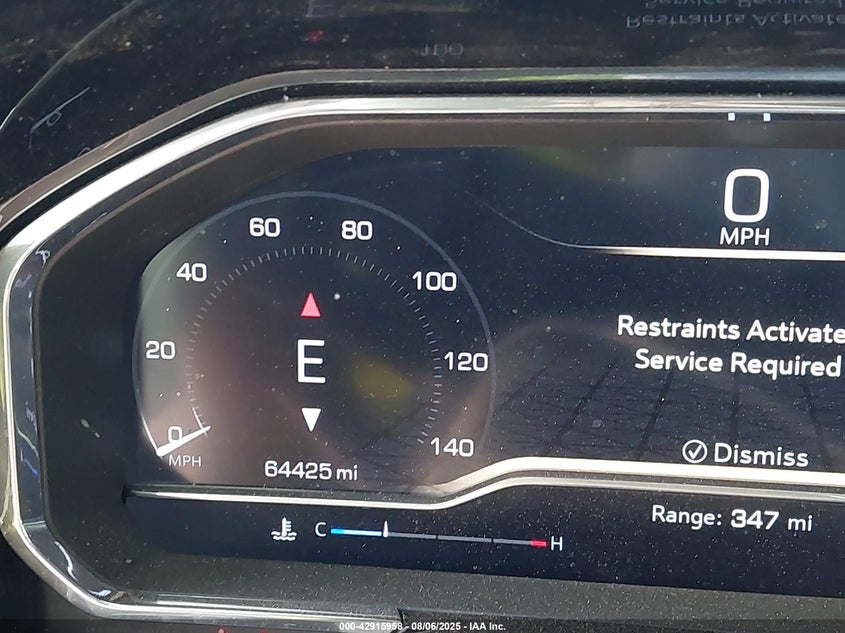 0
MPH
60 80
40 100
20 120
0 140
MPH
E
64425 mi
Restraints Activate
Service Required
Dismiss
Range: 347 mi
C H
000-42915958 - 08/06/2025 - IAA Inc.